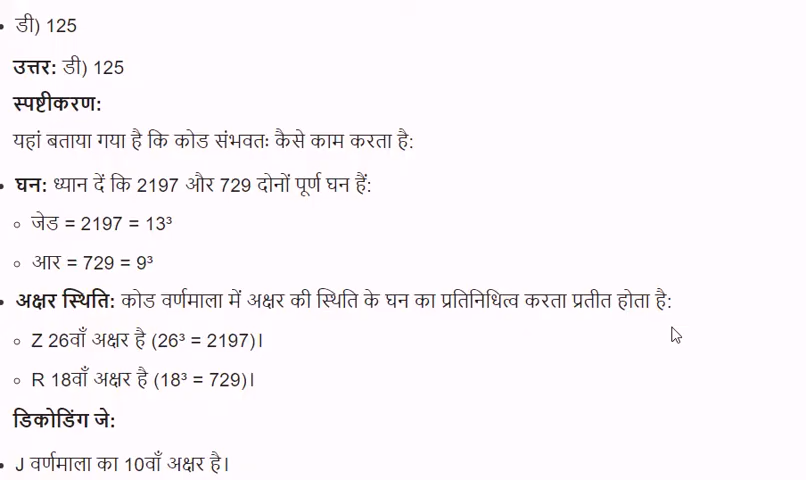 • डी) 125
उत्तर: डी) 125
स्पष्टीकरण:
यहां बताया गया है कि कोड संभवतः कैसे काम करता है:
• घन: ध्यान दें कि 2197 और 729 दोनों पूर्ण घन हैं:
○ जेड = 2197 = 13³
○ आर = 729 = 9³
• अक्षर स्थिति: कोड वर्णमाला में अक्षर की स्थिति के घन का प्रतिनिधित्व करता प्रतीत होता है:
○ Z 26वाँ अक्षर है (26³ = 2197)।
○ R 18वाँ अक्षर है (18³ = 729)।
डिकोडिंग जे:
• J वर्णमाला का 10वाँ अक्षर है।